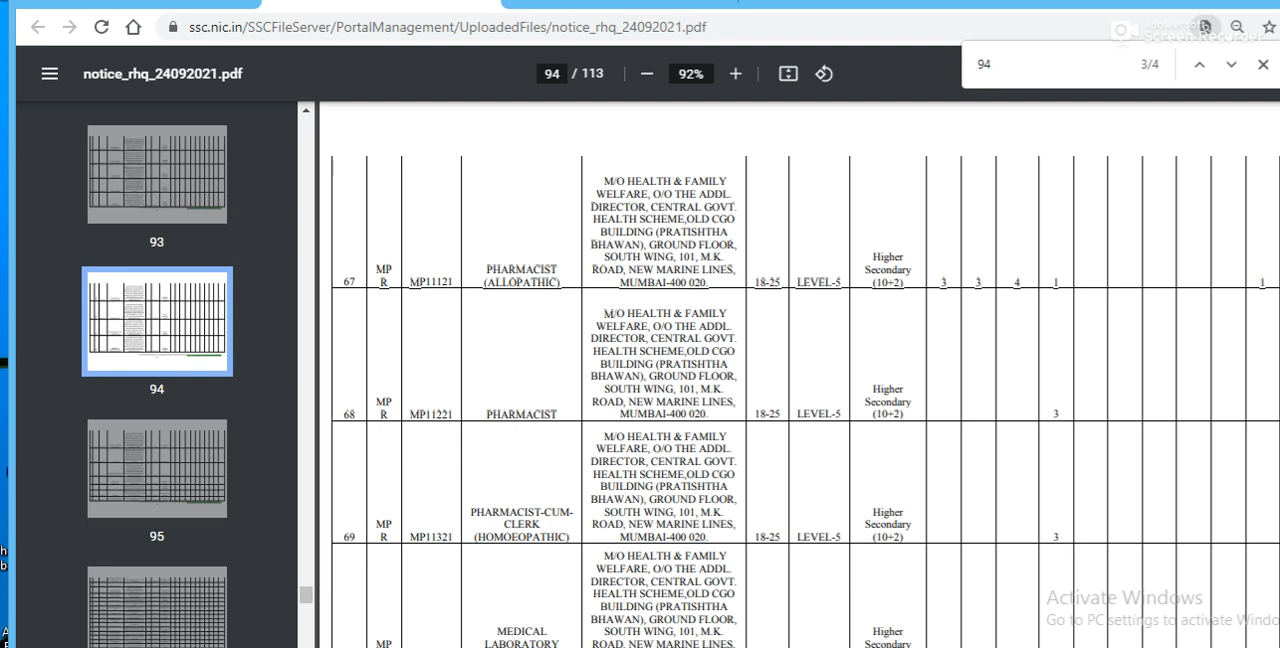 ssc.nic.in/SSCFileServer/PortalManagement/UploadedFiles/notice_rhq_24092021.pdf
Screen Recorder
94
3/4
notice_rhq_24092021.pdf
94 / 113
92%
93
94
95
M/O HEALTH & FAMILY
WELFARE, O/O THE ADDL.
DIRECTOR, CENTRAL GOVT.
HEALTH SCHEME,OLD CGO
BUILDING (PRATISHTHA
BHAWAN), GROUND FLOOR,
SOUTH WING, 101, M.K.
ROAD, NEW MARINE LINES,
MUMBAI-400 020.
67
MP
R
MP11121
PHARMACIST
(ALLOPATHIC)
18-25
LEVEL-5
Higher
Secondary
(10+2)
3 3 4 1 1
M/O HEALTH & FAMILY
WELFARE, O/O THE ADDL.
DIRECTOR, CENTRAL GOVT.
HEALTH SCHEME,OLD CGO
BUILDING (PRATISHTHA
BHAWAN), GROUND FLOOR,
SOUTH WING, 101, M.K.
ROAD, NEW MARINE LINES,
MUMBAI-400 020.
68
MP
R
MP11221
PHARMACIST
18-25
LEVEL-5
Higher
Secondary
(10+2)
3
M/O HEALTH & FAMILY
WELFARE, O/O THE ADDL.
DIRECTOR, CENTRAL GOVT.
HEALTH SCHEME,OLD CGO
BUILDING (PRATISHTHA
BHAWAN), GROUND FLOOR,
SOUTH WING, 101, M.K.
ROAD, NEW MARINE LINES,
MUMBAI-400 020.
69
MP
R
MP11321
PHARMACIST-CUM-
CLERK
(HOMOEOPATHIC)
18-25
LEVEL-5
Higher
Secondary
(10+2)
3
M/O HEALTH & FAMILY
WELFARE, O/O THE ADDL.
DIRECTOR, CENTRAL GOVT.
HEALTH SCHEME,OLD CGO
BUILDING (PRATISHTHA
BHAWAN), GROUND FLOOR,
SOUTH WING, 101, M.K.
ROAD, NEW MARINE LINES,
MP
MEDICAL
LABORATORY
Higher
Secondary
Activate Windows
Go to PC settings to activate Windo